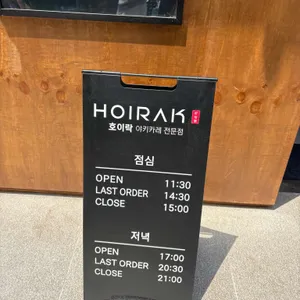 HOIRAK
호이락 야키카레 전문점
점심
OPEN 11:30
LAST ORDER 14:30
CLOSE 15:00
저녁
OPEN 17:00
LAST ORDER 20:30
CLOSE 21:00